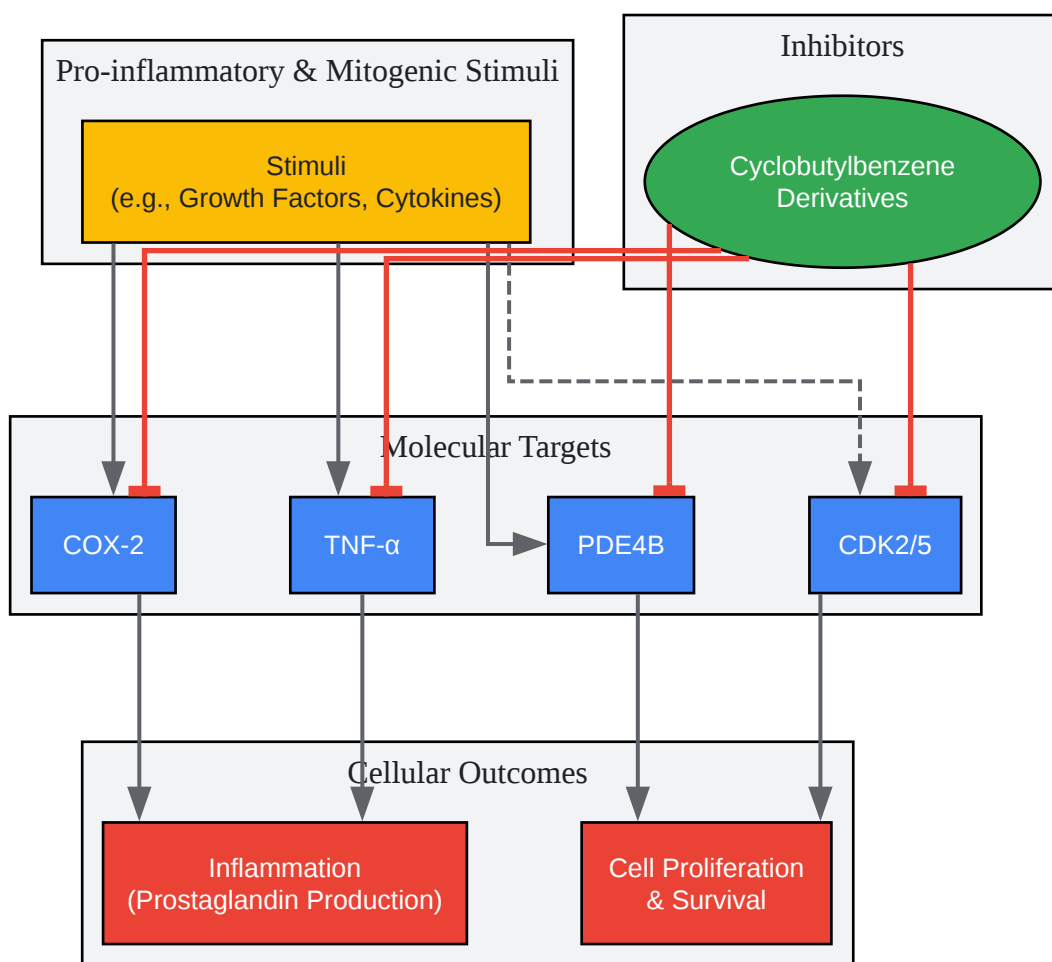 Pro-inflammatory & Mitogenic Stimuli
Inhibitors
Stimuli
(e.g., Growth Factors, Cytokines)
Cyclobutylbenzene
Derivatives
Molecular Targets
COX-2
TNF-α
PDE4B
CDK2/5
Cellular Outcomes
Inflammation
(Prostaglandin Production)
Cell Proliferation
& Survival